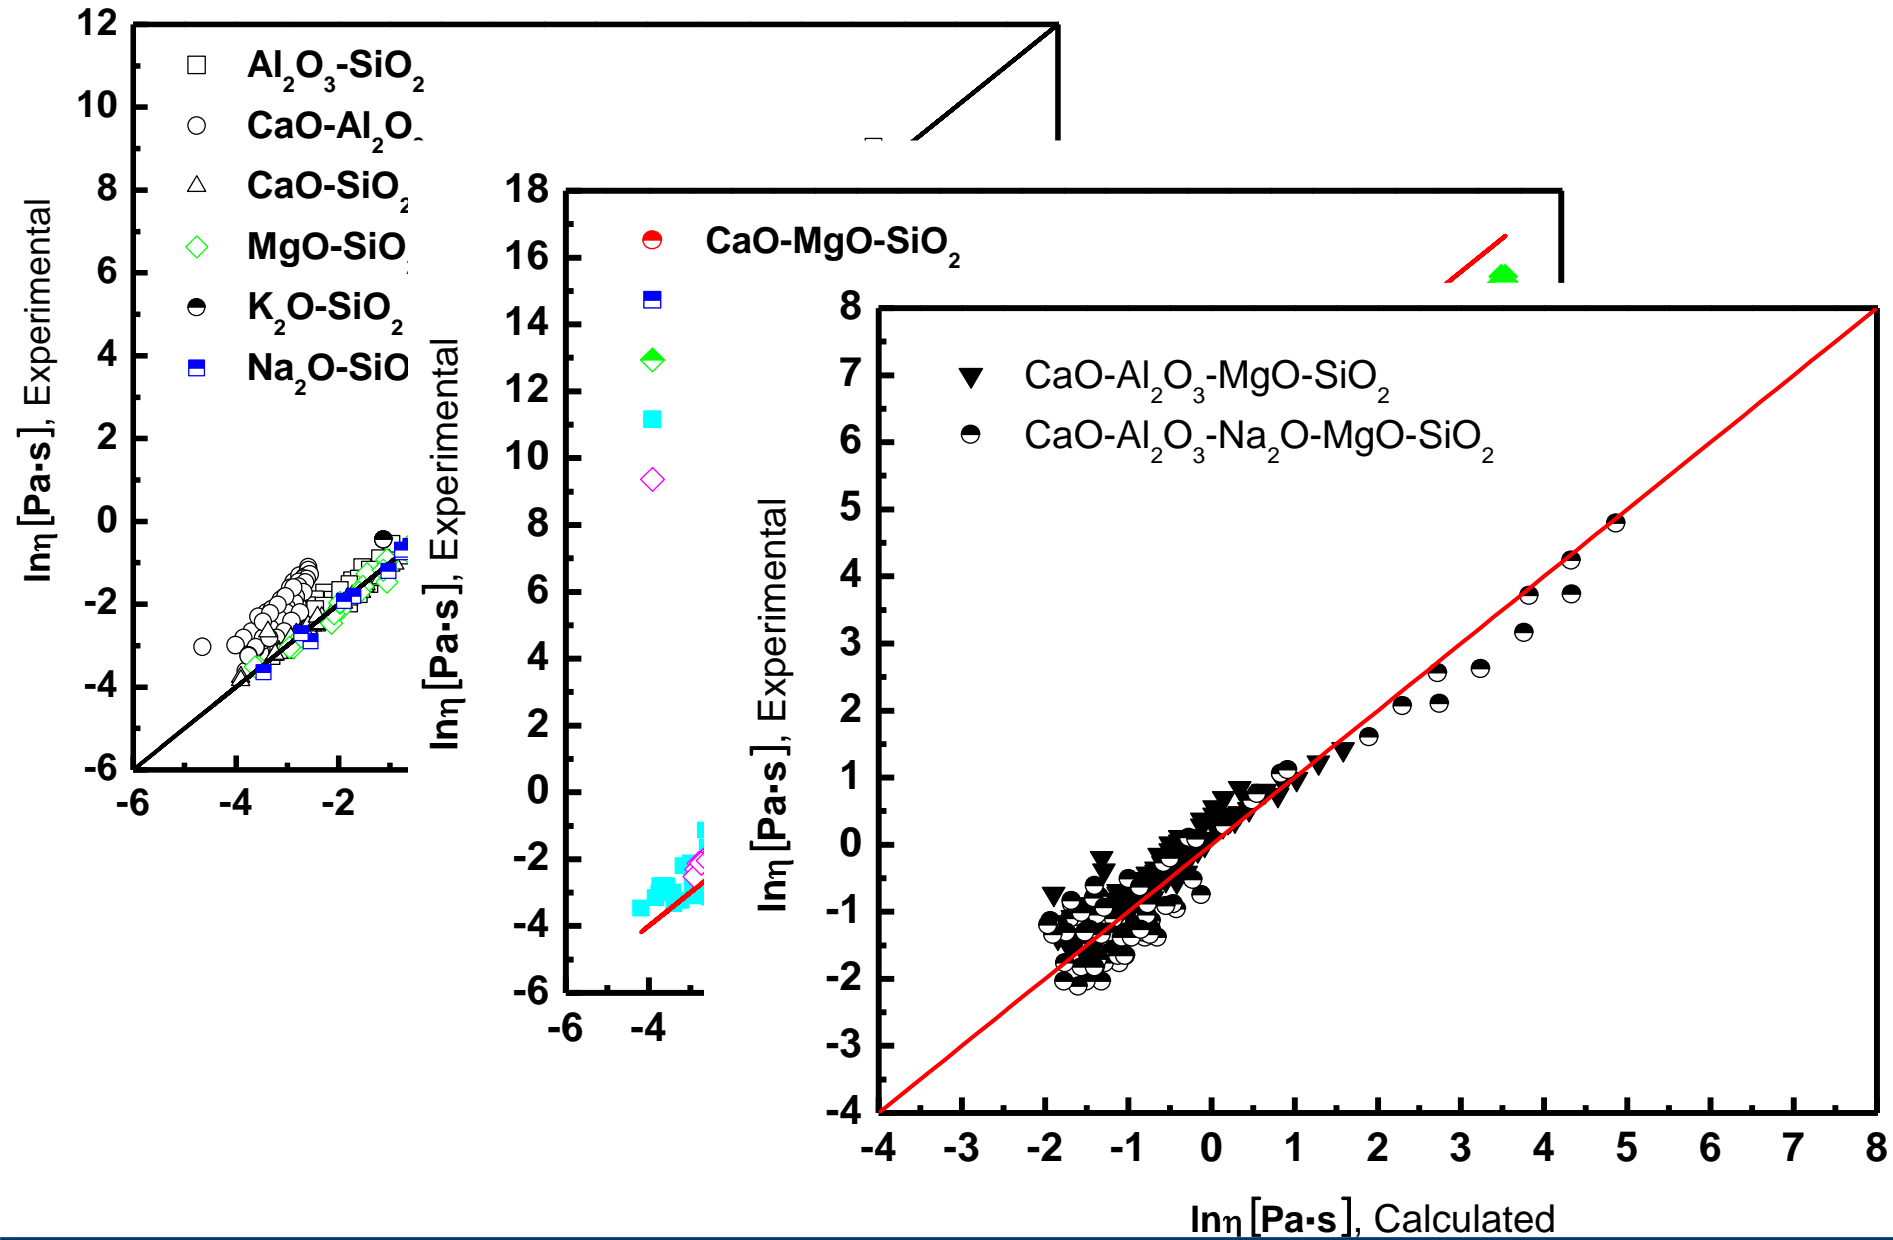 12
10
8
6
4
2
0
-2
-4
-6
-6 -4 -2
lnη[Pa▪s], Experimental
Al2O3-SiO2
CaO-Al2O
CaO-SiO2
MgO-SiO
K2O-SiO2
Na2O-SiO
18
16
14
12
10
8
6
4
2
0
-2
-4
-6
-6 -4
lnη[Pa▪s], Experimental
CaO-MgO-SiO2
8
7
6
5
4
3
2
1
0
-1
-2
-3
-4
-4 -3 -2 -1 0 1 2 3 4 5 6 7 8
lnη[Pa▪s], Experimental
CaO-Al2O3-MgO-SiO2
CaO-Al2O3-Na2O-MgO-SiO2
lnη[Pa▪s], Calculated